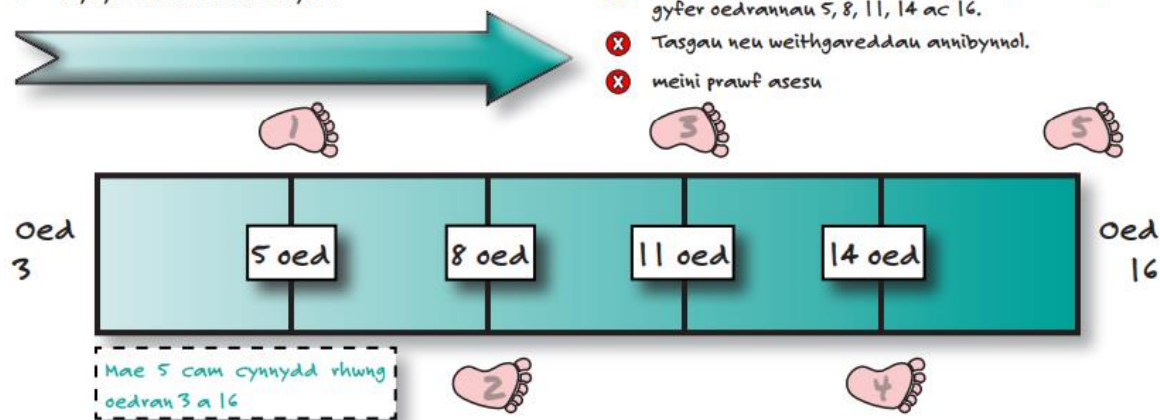 gyfer oedrannau 5, 8, 11, 14 ac 16.
Tasgau neu weithgareddau annibynnol.
meini prawf asesu
1
3
5
Oed
3
5 oed
8 oed
11 oed
14 oed
Oed
16
Mae 5 cam cynnydd rhwng
oedran 3 a 16
2
4